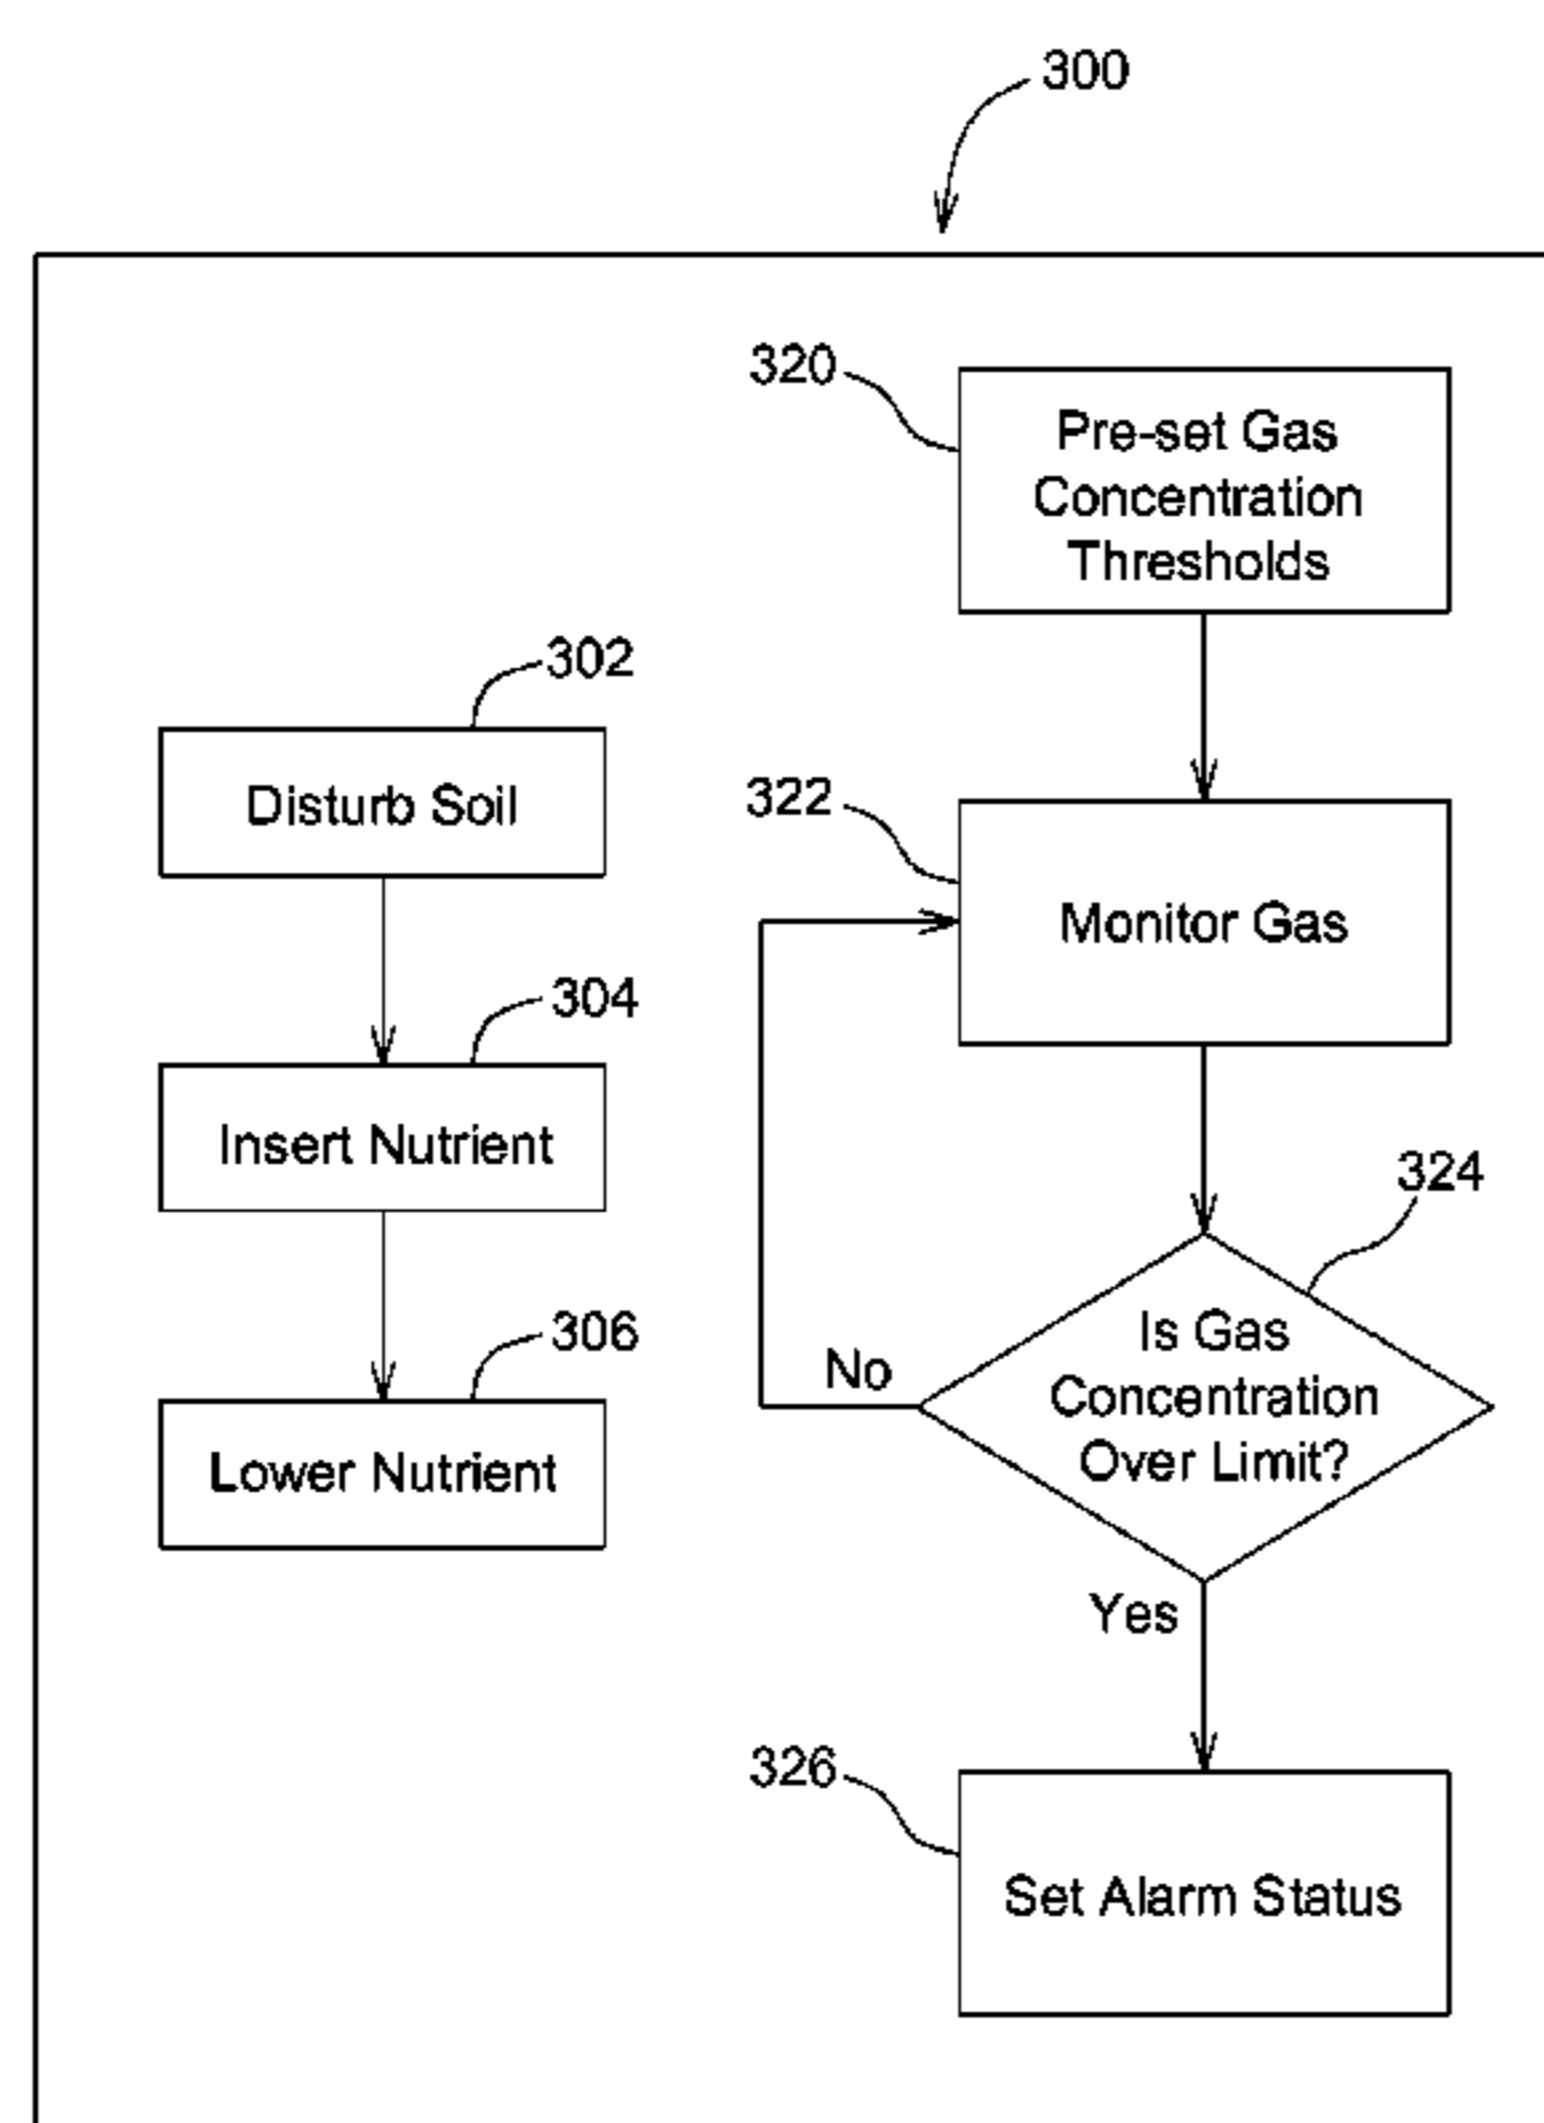 300
320
Pre-set Gas
Concentration
Thresholds
302
Disturb Soil
322
Monitor Gas
304
Insert Nutrient
324
Is Gas
Concentration
Over Limit?
No
Yes
306
Lower Nutrient
326
Set Alarm Status